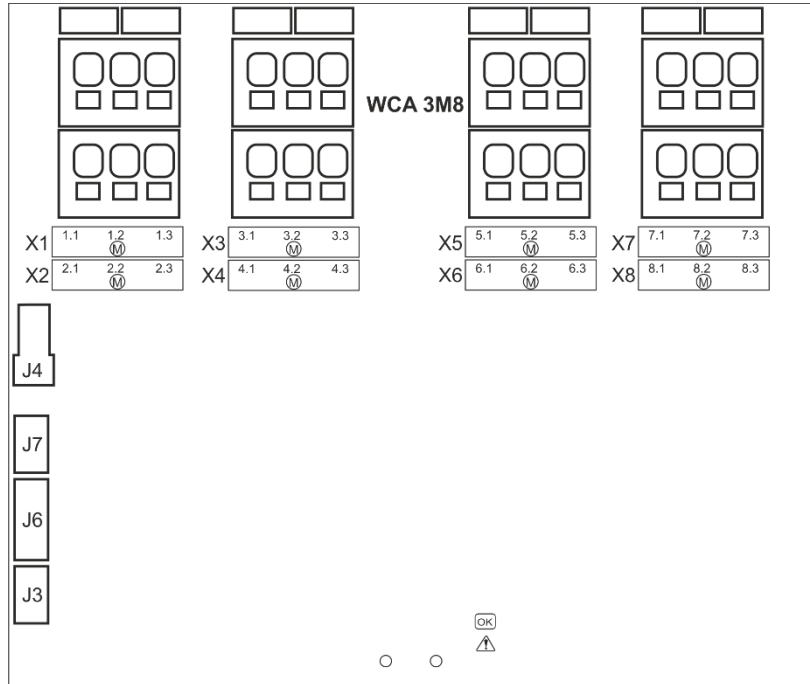 WCA 3M8
X1 1.1 1.2 1.3 X3 3.1 3.2 3.3 X5 5.1 5.2 5.3 X7 7.1 7.2 7.3
M M M M
X2 2.1 2.2 2.3 X4 4.1 4.2 4.3 X6 6.1 6.2 6.3 X8 8.1 8.2 8.3
M M M M
J4
J7
J6
J3
OK
!